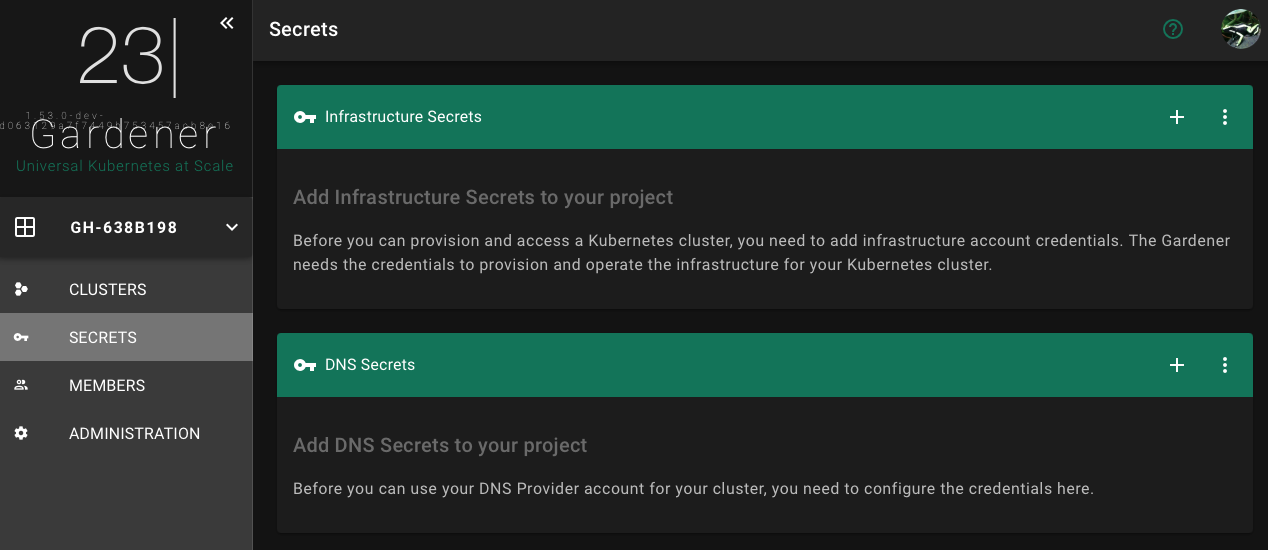 Secrets
23|
1.53.0-dev-
Gardener
Universal Kubernetes at Scale
GH-638B198
CLUSTERS
SECRETS
MEMBERS
ADMINISTRATION
Infrastructure Secrets
Add Infrastructure Secrets to your project
Before you can provision and access a Kubernetes cluster, you need to add infrastructure account credentials. The Gardener
needs the credentials to provision and operate the infrastructure for your Kubernetes cluster.
DNS Secrets
Add DNS Secrets to your project
Before you can use your DNS Provider account for your cluster, you need to configure the credentials here.